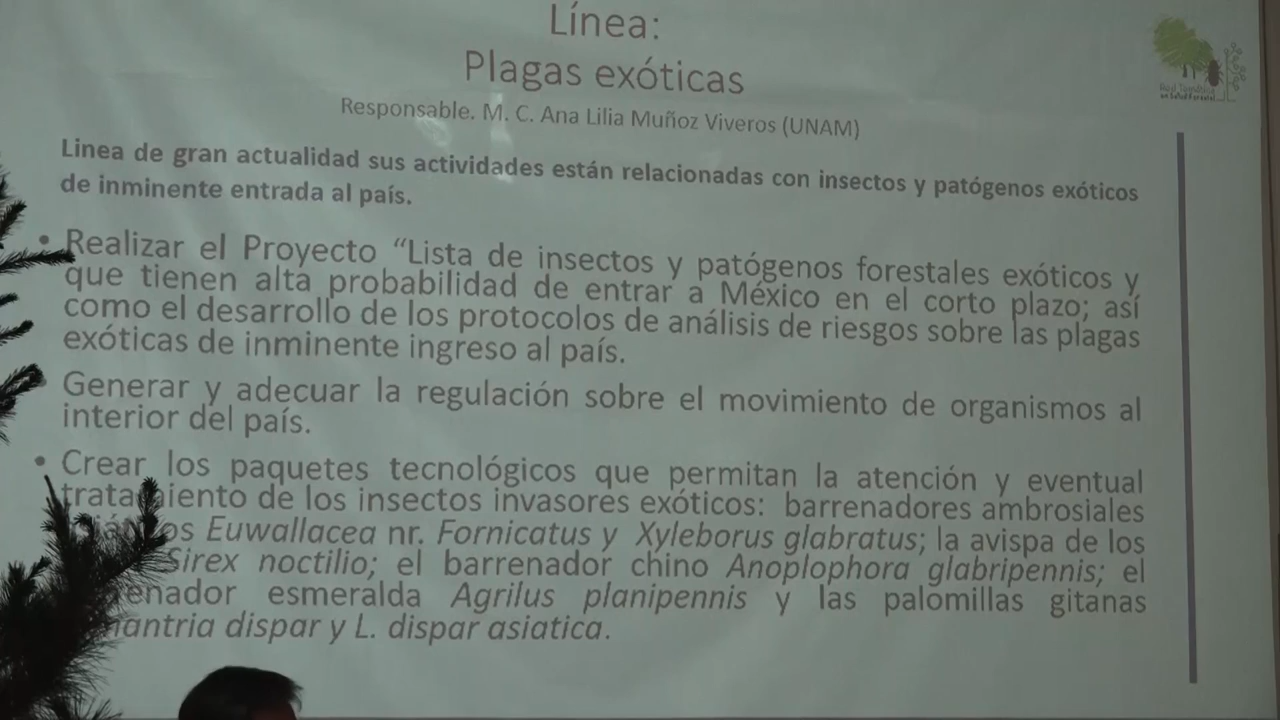 Línea:
Plagas exóticas
Responsable. M. C. Ana Lilia Muñoz Viveros (UNAM)
Linea de gran actualidad sus actividades están relacionadas con insectos y patógenos exóticos
de inminente entrada al país.
• Realizar el Proyecto “Lista de insectos y patógenos forestales exóticos y
que tienen alta probabilidad de entrar a México en el corto plazo; así
como el desarrollo de los protocolos de análisis de riesgos sobre las plagas
exóticas de inminente ingreso al país.
Generar y adecuar la regulación sobre el movimiento de organismos al
interior del país.
• Crear los paquetes tecnológicos que permitan la atención y eventual
de los insectos invasores exóticos: barrenadores ambrosiales
Euwallacea nr. Fornicatus y Xyleborus glabratus; la avispa de los
Sirex noctilio; el barrenador chino Anoplophora glabripennis; el
esmeralda Agrilus planipennis y las palomillas gitanas
dispar y L. dispar asiatica.
en Salud Forestal